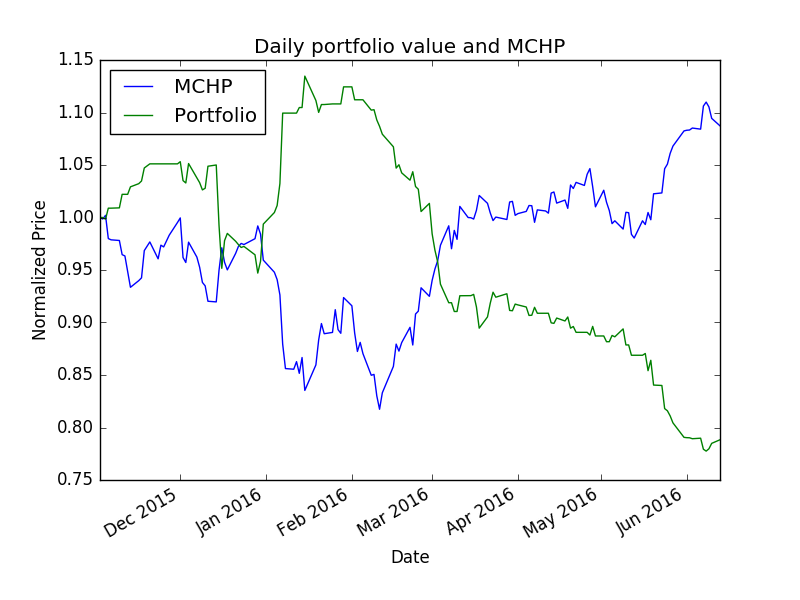 Daily portfolio value and MCHP
MCHP
Portfolio
1.15
1.10
1.05
1.00
0.95
0.90
0.85
0.80
0.75
Normalized Price
Dec 2015
Jan 2016
Feb 2016
Mar 2016
Apr 2016
May 2016
Jun 2016
Date